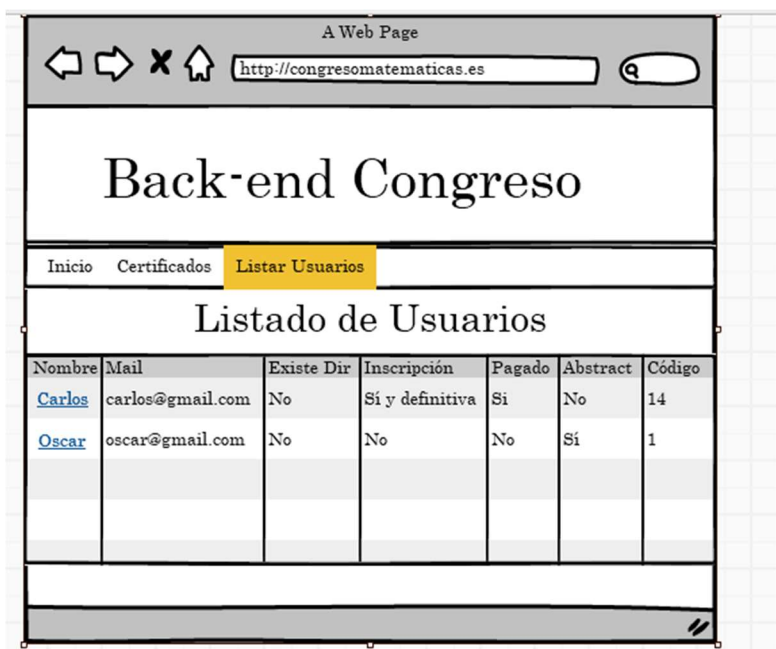 A Web Page
http://congresomatematicas.es
Back-end Congreso
Inicio Certificados Listar Usuarios
Listado de Usuarios
Nombre Mail Existe Dir Inscripción Pagado Abstract Código
Carlos carlos@gmail.com No Sí y definitiva Si No 14
Oscar oscar@gmail.com No No No Sí 1